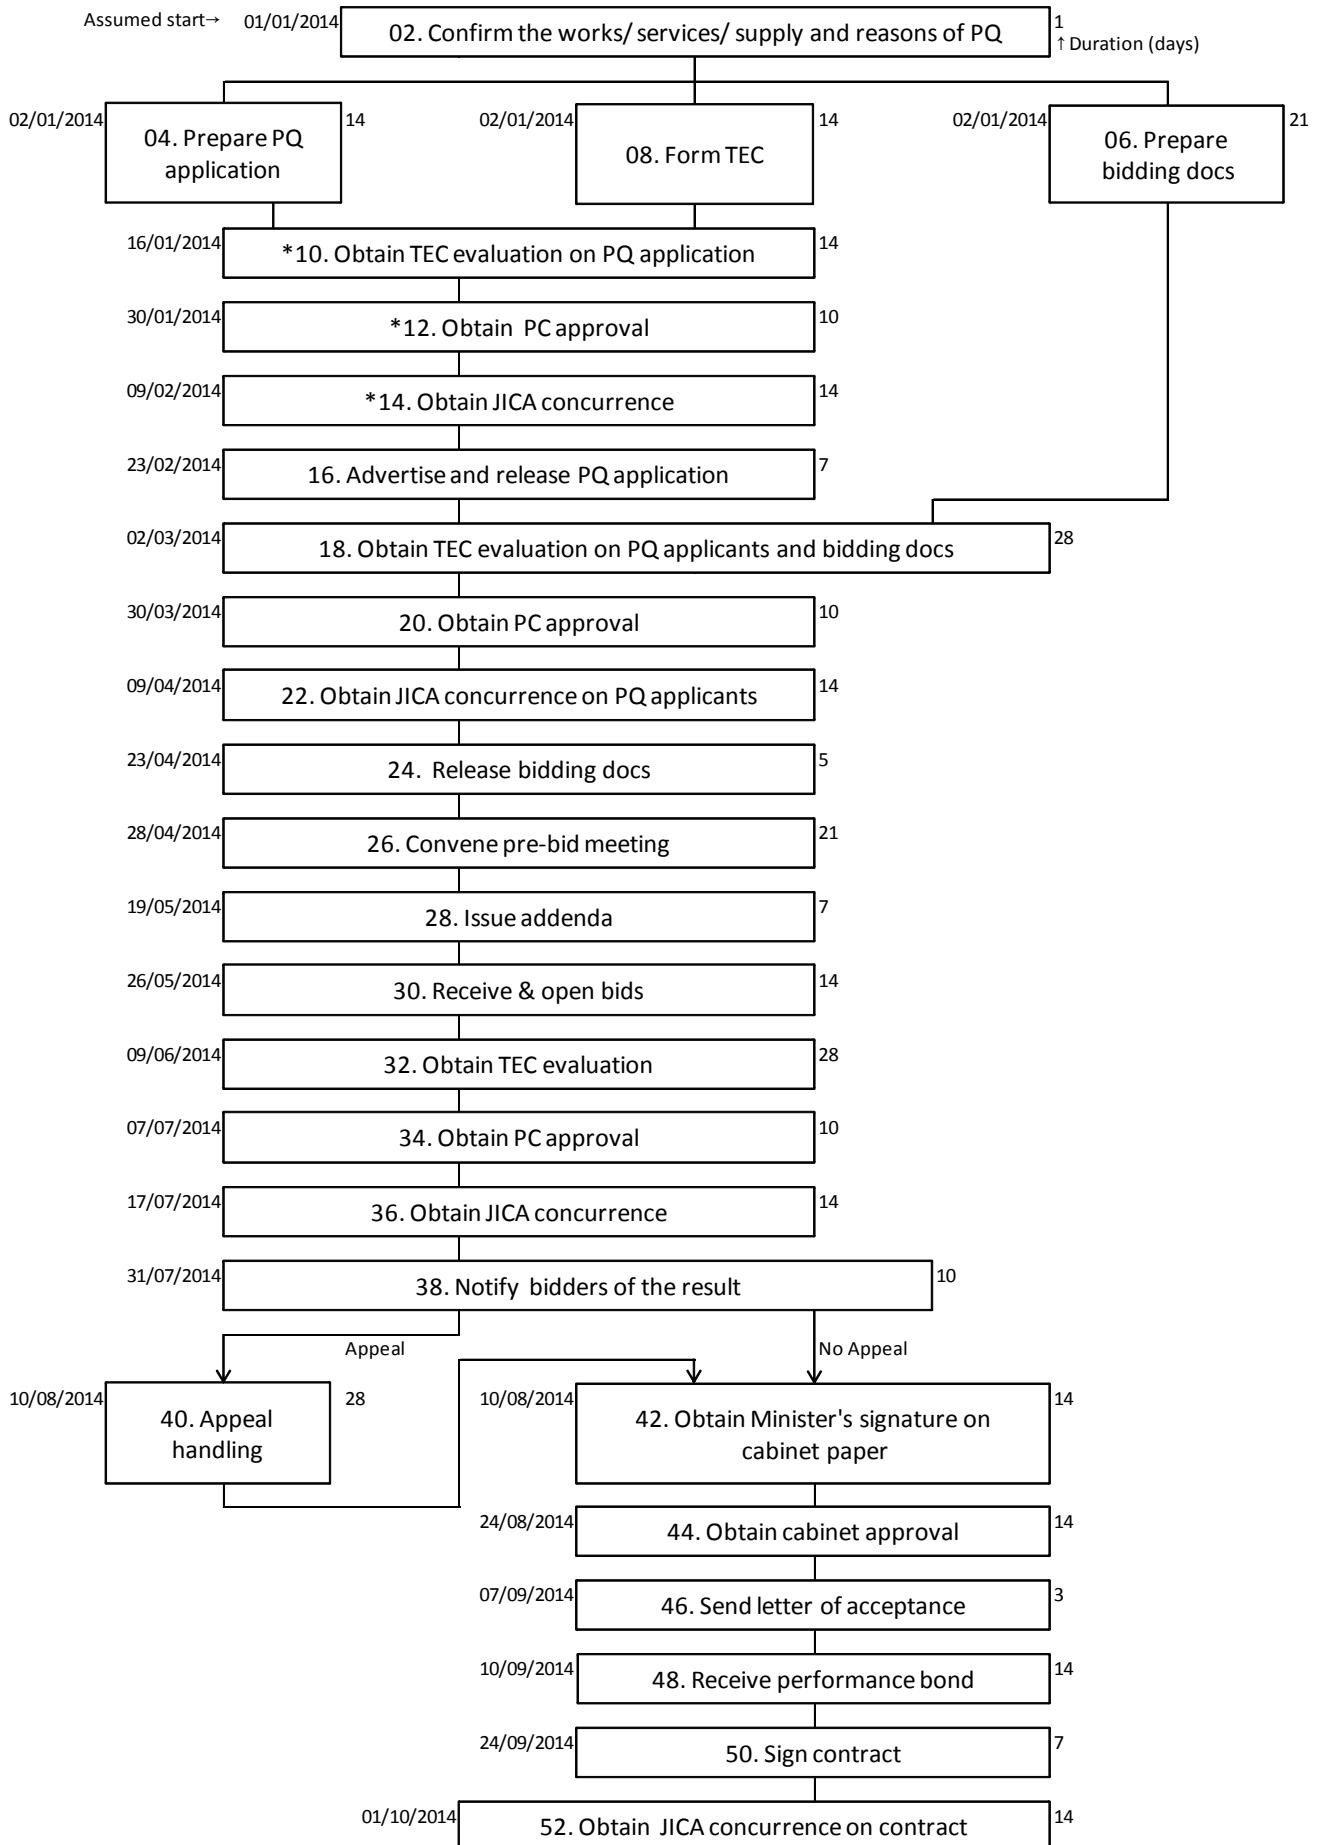 Assumed start→ 01/01/2014
02. Confirm the works/ services/ supply and reasons of PQ
1
↑ Duration (days)
02/01/2014
04. Prepare PQ
application
14
02/01/2014
08. Form TEC
14
02/01/2014
06. Prepare
bidding docs
21
16/01/2014
*10. Obtain TEC evaluation on PQ application
14
30/01/2014
*12. Obtain PC approval
10
09/02/2014
*14. Obtain JICA concurrence
14
23/02/2014
16. Advertise and release PQ application
7
02/03/2014
18. Obtain TEC evaluation on PQ applicants and bidding docs
28
30/03/2014
20. Obtain PC approval
10
09/04/2014
22. Obtain JICA concurrence on PQ applicants
14
23/04/2014
24. Release bidding docs
5
28/04/2014
26. Convene pre-bid meeting
21
19/05/2014
28. Issue addenda
7
26/05/2014
30. Receive & open bids
14
09/06/2014
32. Obtain TEC evaluation
28
07/07/2014
34. Obtain PC approval
10
17/07/2014
36. Obtain JICA concurrence
14
31/07/2014
38. Notify bidders of the result
10
Appeal
No Appeal
10/08/2014
40. Appeal
handling
28
10/08/2014
42. Obtain Minister's signature on
cabinet paper
14
24/08/2014
44. Obtain cabinet approval
14
07/09/2014
46. Send letter of acceptance
3
10/09/2014
48. Receive performance bond
14
24/09/2014
50. Sign contract
7
01/10/2014
52. Obtain JICA concurrence on contract
14